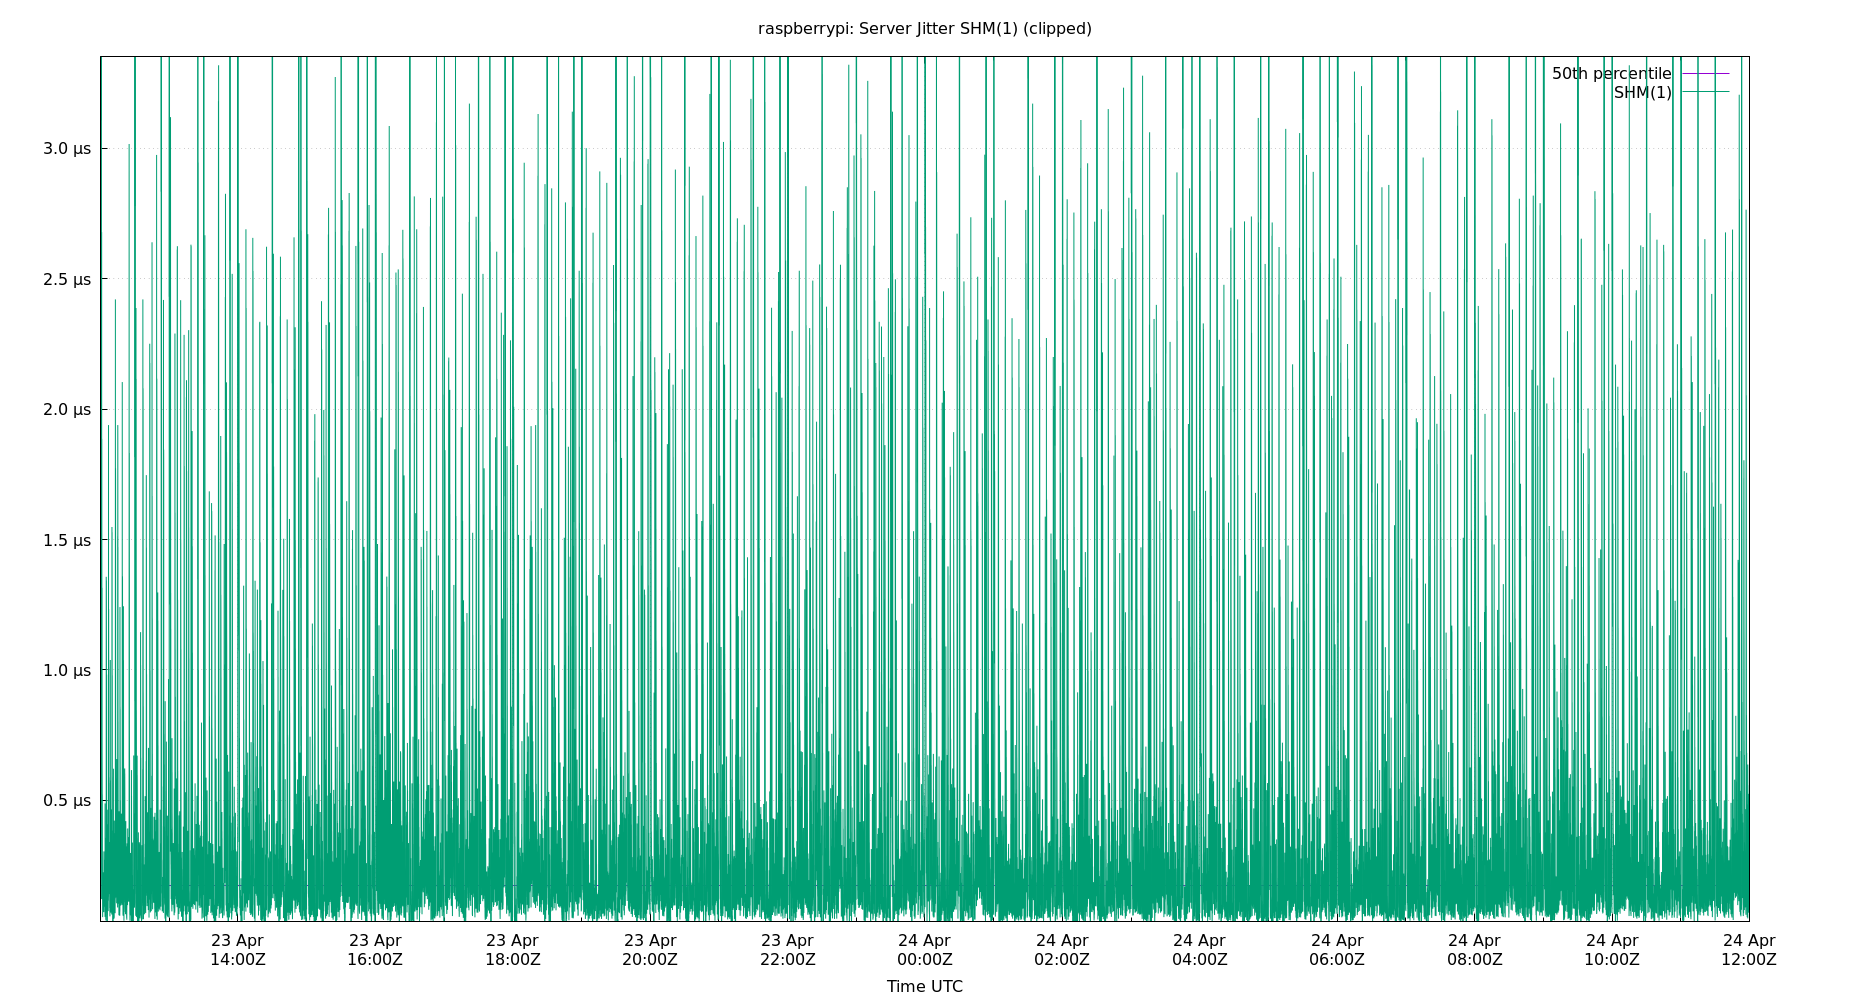 raspberrypi: Server Jitter SHM(1) (clipped)
50th percentile
SHM(1)
3.0 µs
2.5 µs
2.0 µs
1.5 µs
1.0 µs
0.5 µs
23 Apr 23 Apr 23 Apr 23 Apr 23 Apr 24 Apr 24 Apr 24 Apr 24 Apr 24 Apr 24 Apr 24 Apr
14:00Z 16:00Z 18:00Z 20:00Z 22:00Z 00:00Z 02:00Z 04:00Z 06:00Z 08:00Z 10:00Z 12:00Z
Time UTC